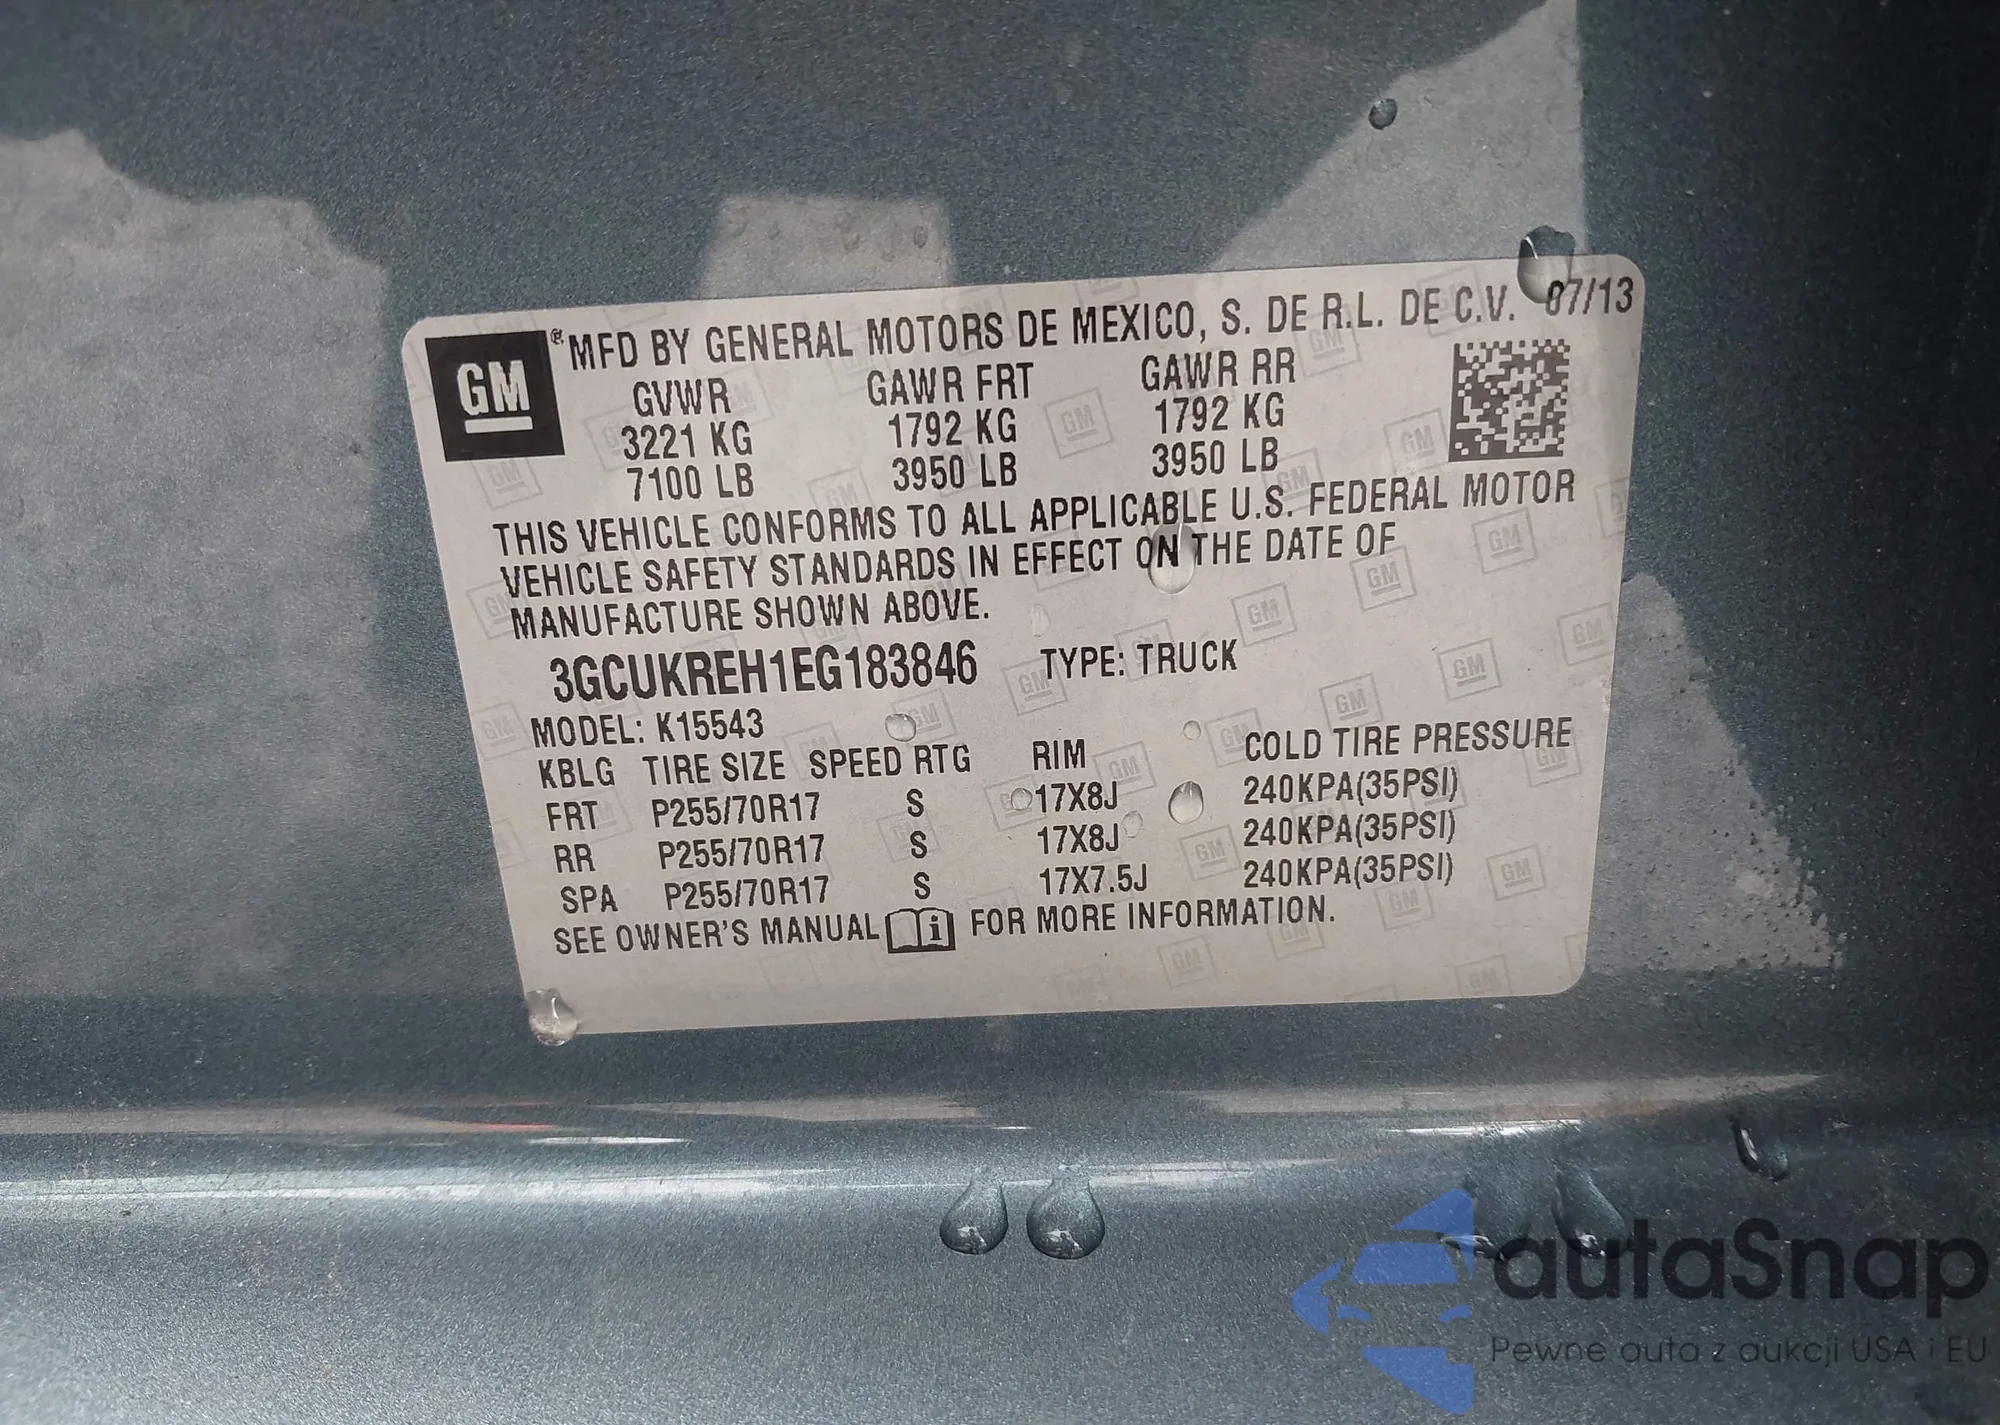 GM
® MFD BY GENERAL MOTORS DE MEXICO, S. DE R.L. DE C.V. 07/13
GVWR GAWR FRT GAWR RR
3221 KG 1792 KG 1792 KG
7100 LB 3950 LB 3950 LB
THIS VEHICLE CONFORMS TO ALL APPLICABLE U.S. FEDERAL MOTOR
VEHICLE SAFETY STANDARDS IN EFFECT ON THE DATE OF
MANUFACTURE SHOWN ABOVE.
3GCUKREH1EG183846 TYPE: TRUCK
MODEL: K15543
KBLG TIRE SIZE SPEED RTG RIM COLD TIRE PRESSURE
FRT P255/70R17 S 17X8J 240KPA(35PSI)
RR P255/70R17 S 17X8J 240KPA(35PSI)
SPA P255/70R17 S 17X7.5J 240KPA(35PSI)
SEE OWNER'S MANUAL i FOR MORE INFORMATION.
autaSnap
Pewne auta z aukcji USA i EU